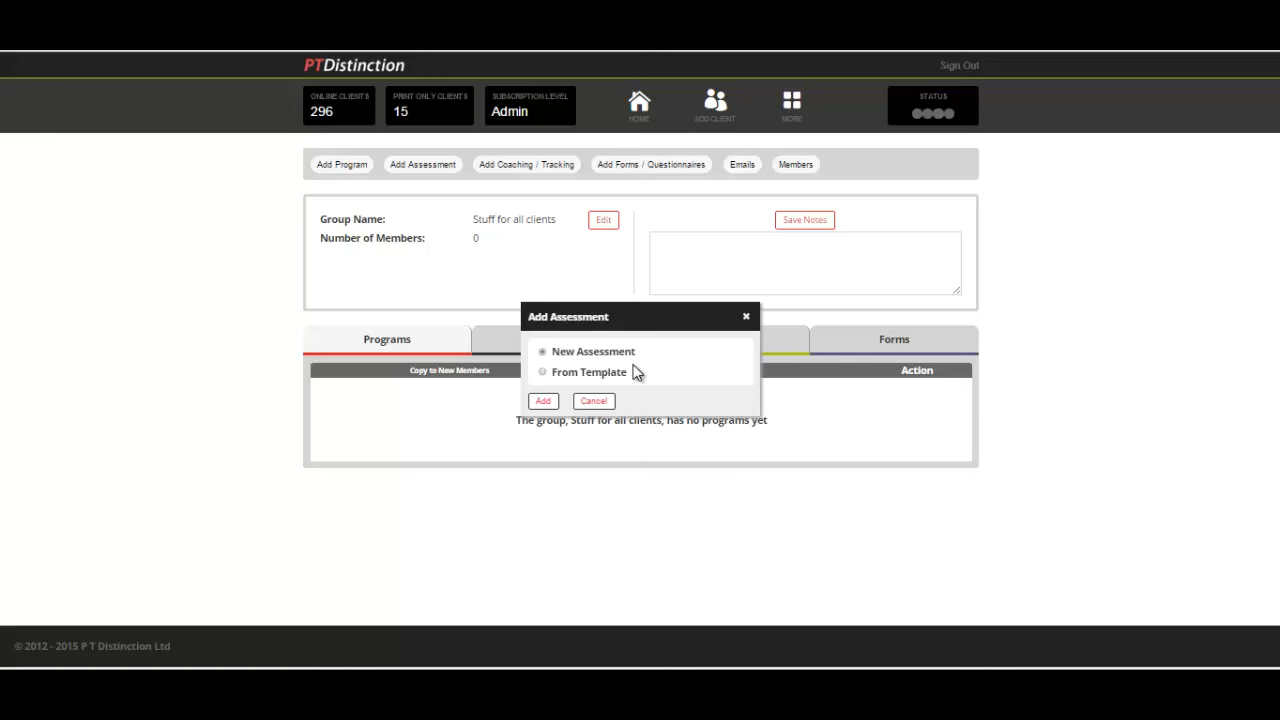 PTDistinction
Sign Out
ONLINE CLIENTS
296
PRINT ONLY CLIENTS
15
SUBSCRIPTION LEVEL
Admin
HOME
ADD CLIENT
MORE
STATUS
Add Program
Add Assessment
Add Coaching / Tracking
Add Forms / Questionnaires
Emails
Members
Group Name:
Stuff for all clients
Edit
Save Notes
Number of Members:
0
Add Assessment
New Assessment
From Template
Add
Cancel
Programs
Forms
Copy to New Members
Action
The group, Stuff for all clients, has no programs yet
© 2012 - 2015 P T Distinction Ltd